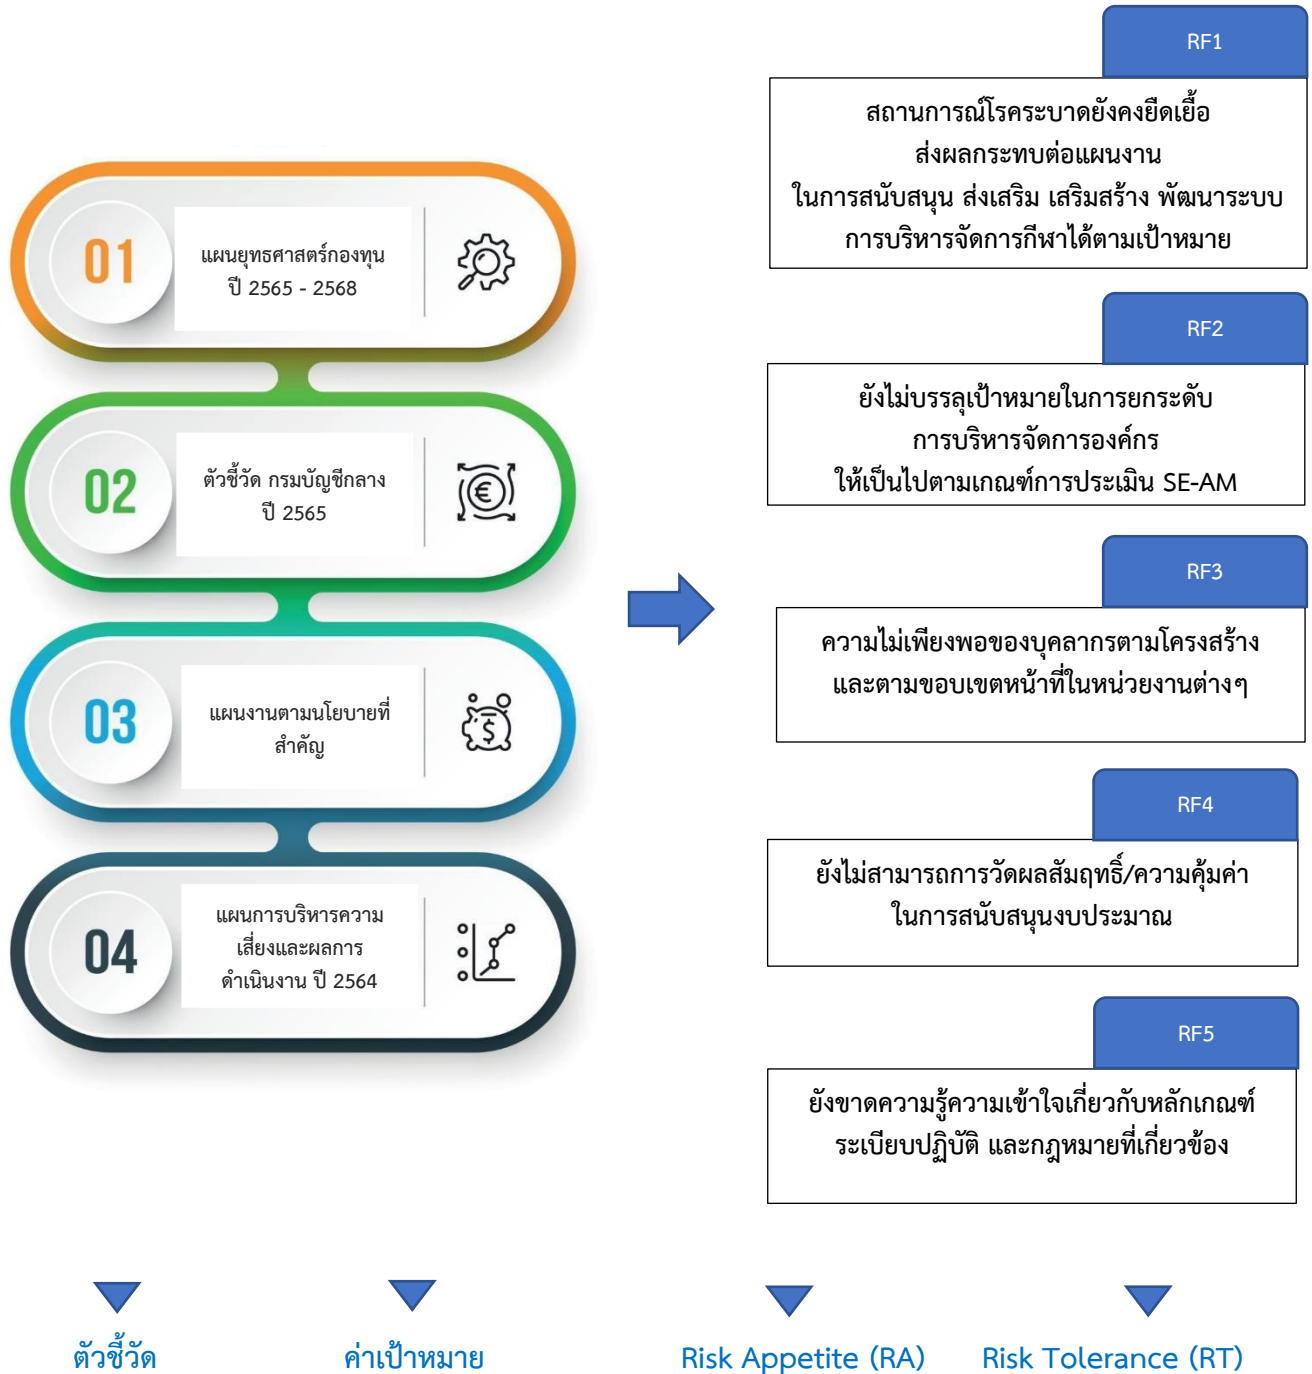 01
แผนยุทธศาสตร์กองทุน
ปี 2565 - 2568
02
ตัวชี้วัด กรมบัญชีกลาง
ปี 2565
03
แผนงานตามนโยบายที่
สำคัญ
04
แผนการบริหารความ
เสี่ยงและผลการ
ดำเนินงาน ปี 2564
RF1
สถานการณ์โรคระบาดยังคงยืดเยื้อ
ส่งผลกระทบต่อแผนงาน
ในการสนับสนุน ส่งเสริม เสริมสร้าง พัฒนาระบบ
การบริหารจัดการกีฬาได้ตามเป้าหมาย
RF2
ยังไม่บรรลุเป้าหมายในการยกระดับ
การบริหารจัดการองค์กร
ให้เป็นไปตามเกณฑ์การประเมิน SE-AM
RF3
ความไม่เพียงพอของบุคลากรตามโครงสร้าง
และตามขอบเขตหน้าที่ในหน่วยงานต่างๆ
RF4
ยังไม่สามารถการวัดผลสัมฤทธิ์/ความคุ้มค่า
ในการสนับสนุนงบประมาณ
RF5
ยังขาดความรู้ความเข้าใจเกี่ยวกับหลักเกณฑ์
ระเบียบปฏิบัติ และกฎหมายที่เกี่ยวข้อง
ตัวชี้วัด
ค่าเป้าหมาย
Risk Appetite (RA)
Risk Tolerance (RT)